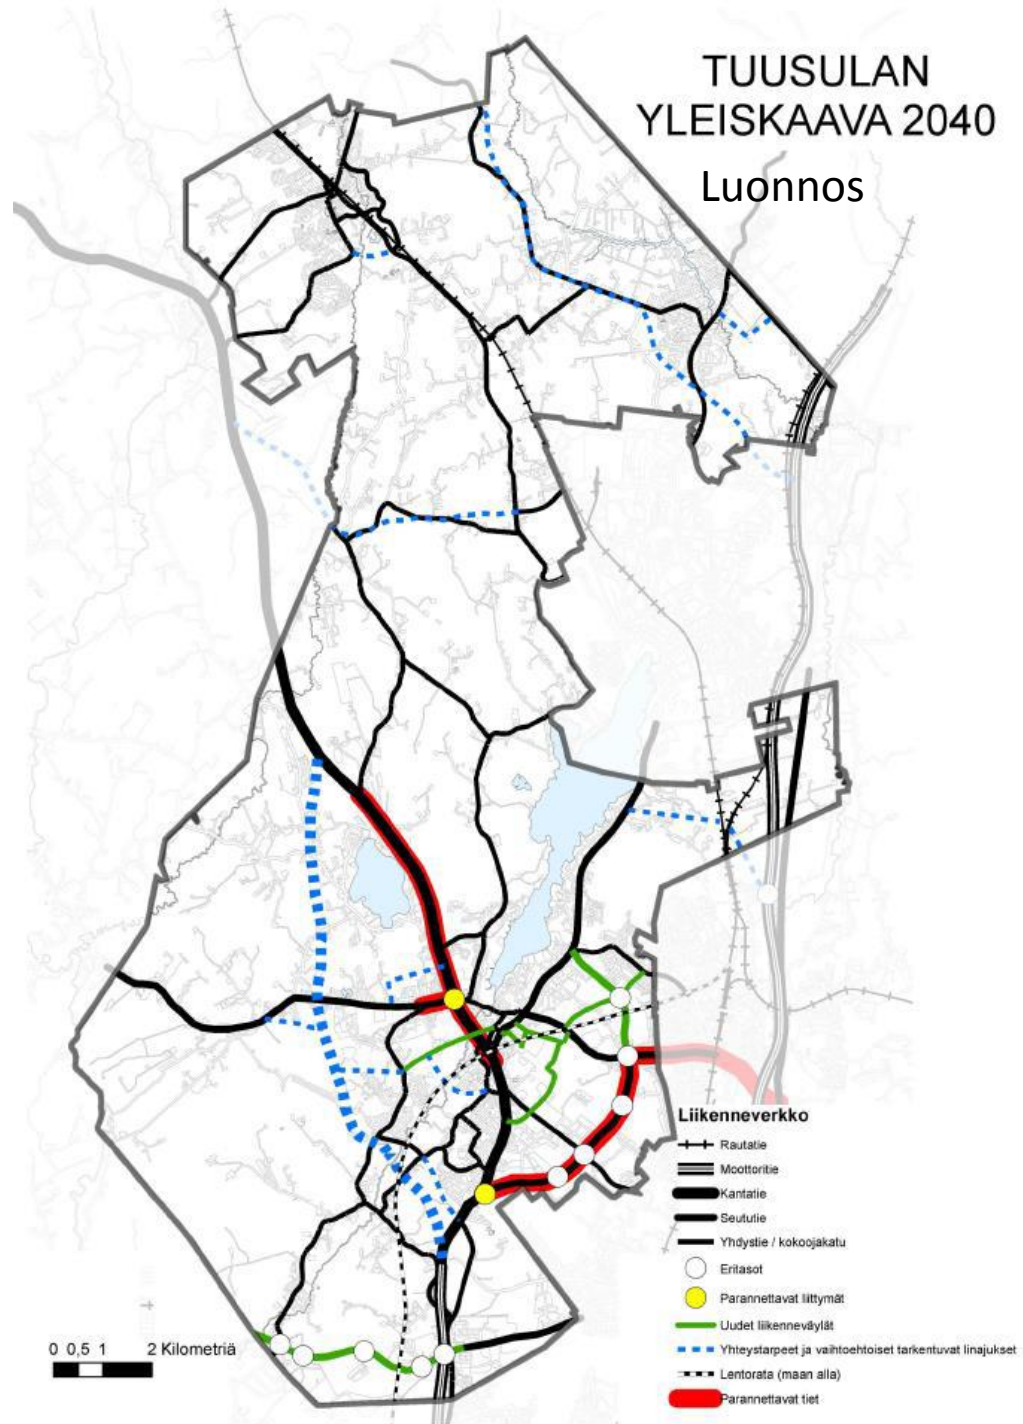 TUUSULAN
YLEISKAAVA 2040
Luonnos
Liikenneverkko
Rautatie
Moottoritie
Kantatie
Seututie
Yhdystie / kokoojakatu
Eritasot
Parannettavat liittymät
Uudet liikenneväylät
Yhteystarpeet ja vaihtoehtoiset tarkentuvat linajukset
Lentorata (maan alla)
Parannettavat tiet
0 0,5 1 2 Kilometriä